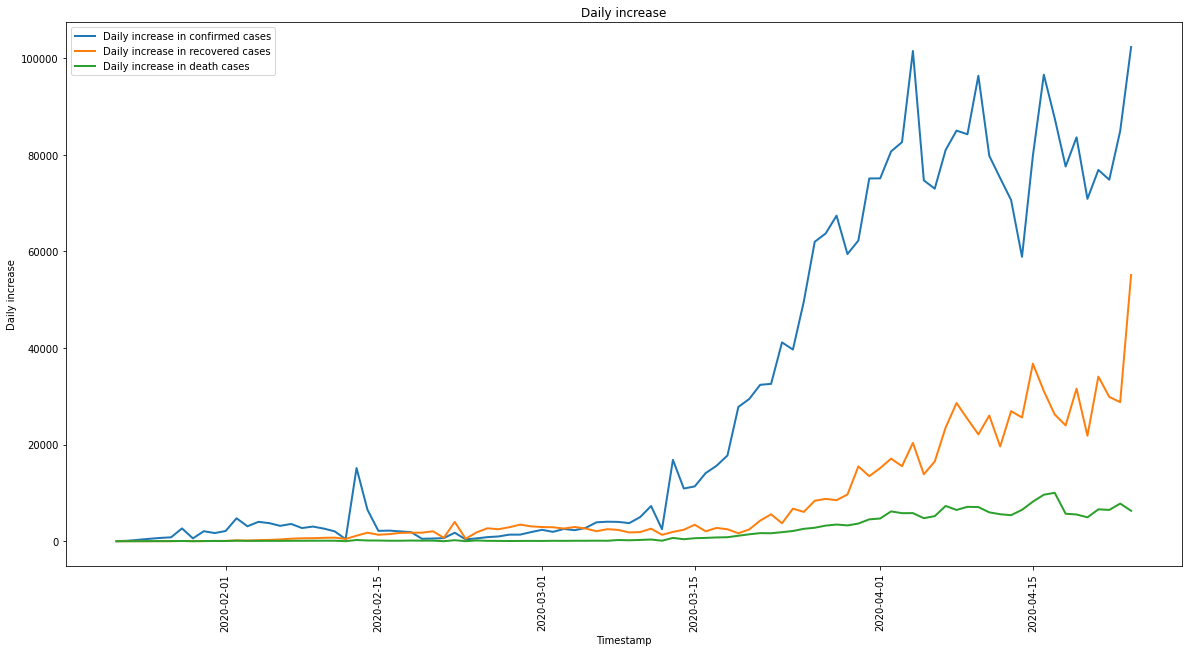 Daily increase
Daily increase in confirmed cases
Daily increase in recovered cases
Daily increase in death cases
100000
80000
60000
40000
20000
0
Daily increase
2020-02-01
2020-02-15
2020-03-01
2020-03-15
2020-04-01
2020-04-15
Timestamp